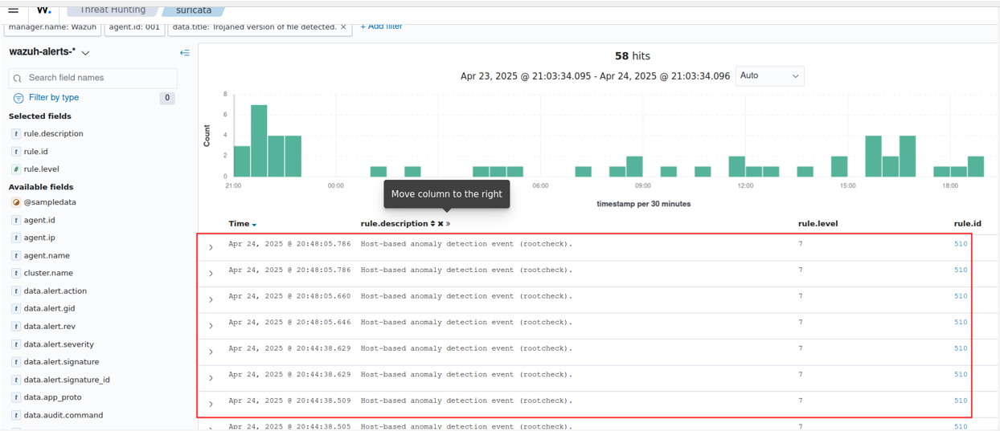 W. Threat Hunting suricata
manager.name: Wazuh agent.id: 001 data.title: Trojaned version of file detected. × + Add filter
wazuh-alerts-*
Search field names
Filter by type 0
Selected fields
t rule.description
t rule.id
# rule.level
Available fields
@sampledata
t agent.id
t agent.ip
t agent.name
t cluster.name
t data.alert.action
t data.alert.gid
t data.alert.rev
t data.alert.severity
t data.alert.signature
t data.alert.signature_id
t data.app_proto
t data.audit.command
58 hits
Apr 23, 2025 @ 21:03:34.095 - Apr 24, 2025 @ 21:03:34.096 Auto
Count
8
6
4
2
0
21:00 00:00 06:00 09:00 12:00 15:00 18:00
Move column to the right
timestamp per 30 minutes
Time rule.description rule.level rule.id
Apr 24, 2025 @ 20:48:05.786 Host-based anomaly detection event (rootcheck). 7 510
Apr 24, 2025 @ 20:48:05.786 Host-based anomaly detection event (rootcheck). 7 510
Apr 24, 2025 @ 20:48:05.660 Host-based anomaly detection event (rootcheck). 7 510
Apr 24, 2025 @ 20:48:05.646 Host-based anomaly detection event (rootcheck). 7 510
Apr 24, 2025 @ 20:44:38.629 Host-based anomaly detection event (rootcheck). 7 510
Apr 24, 2025 @ 20:44:38.629 Host-based anomaly detection event (rootcheck). 7 510
Apr 24, 2025 @ 20:44:38.509 Host-based anomaly detection event (rootcheck). 7 510
Apr 24, 2025 @ 20:44:38.505 Host-based anomaly detection event (rootcheck). 7 510